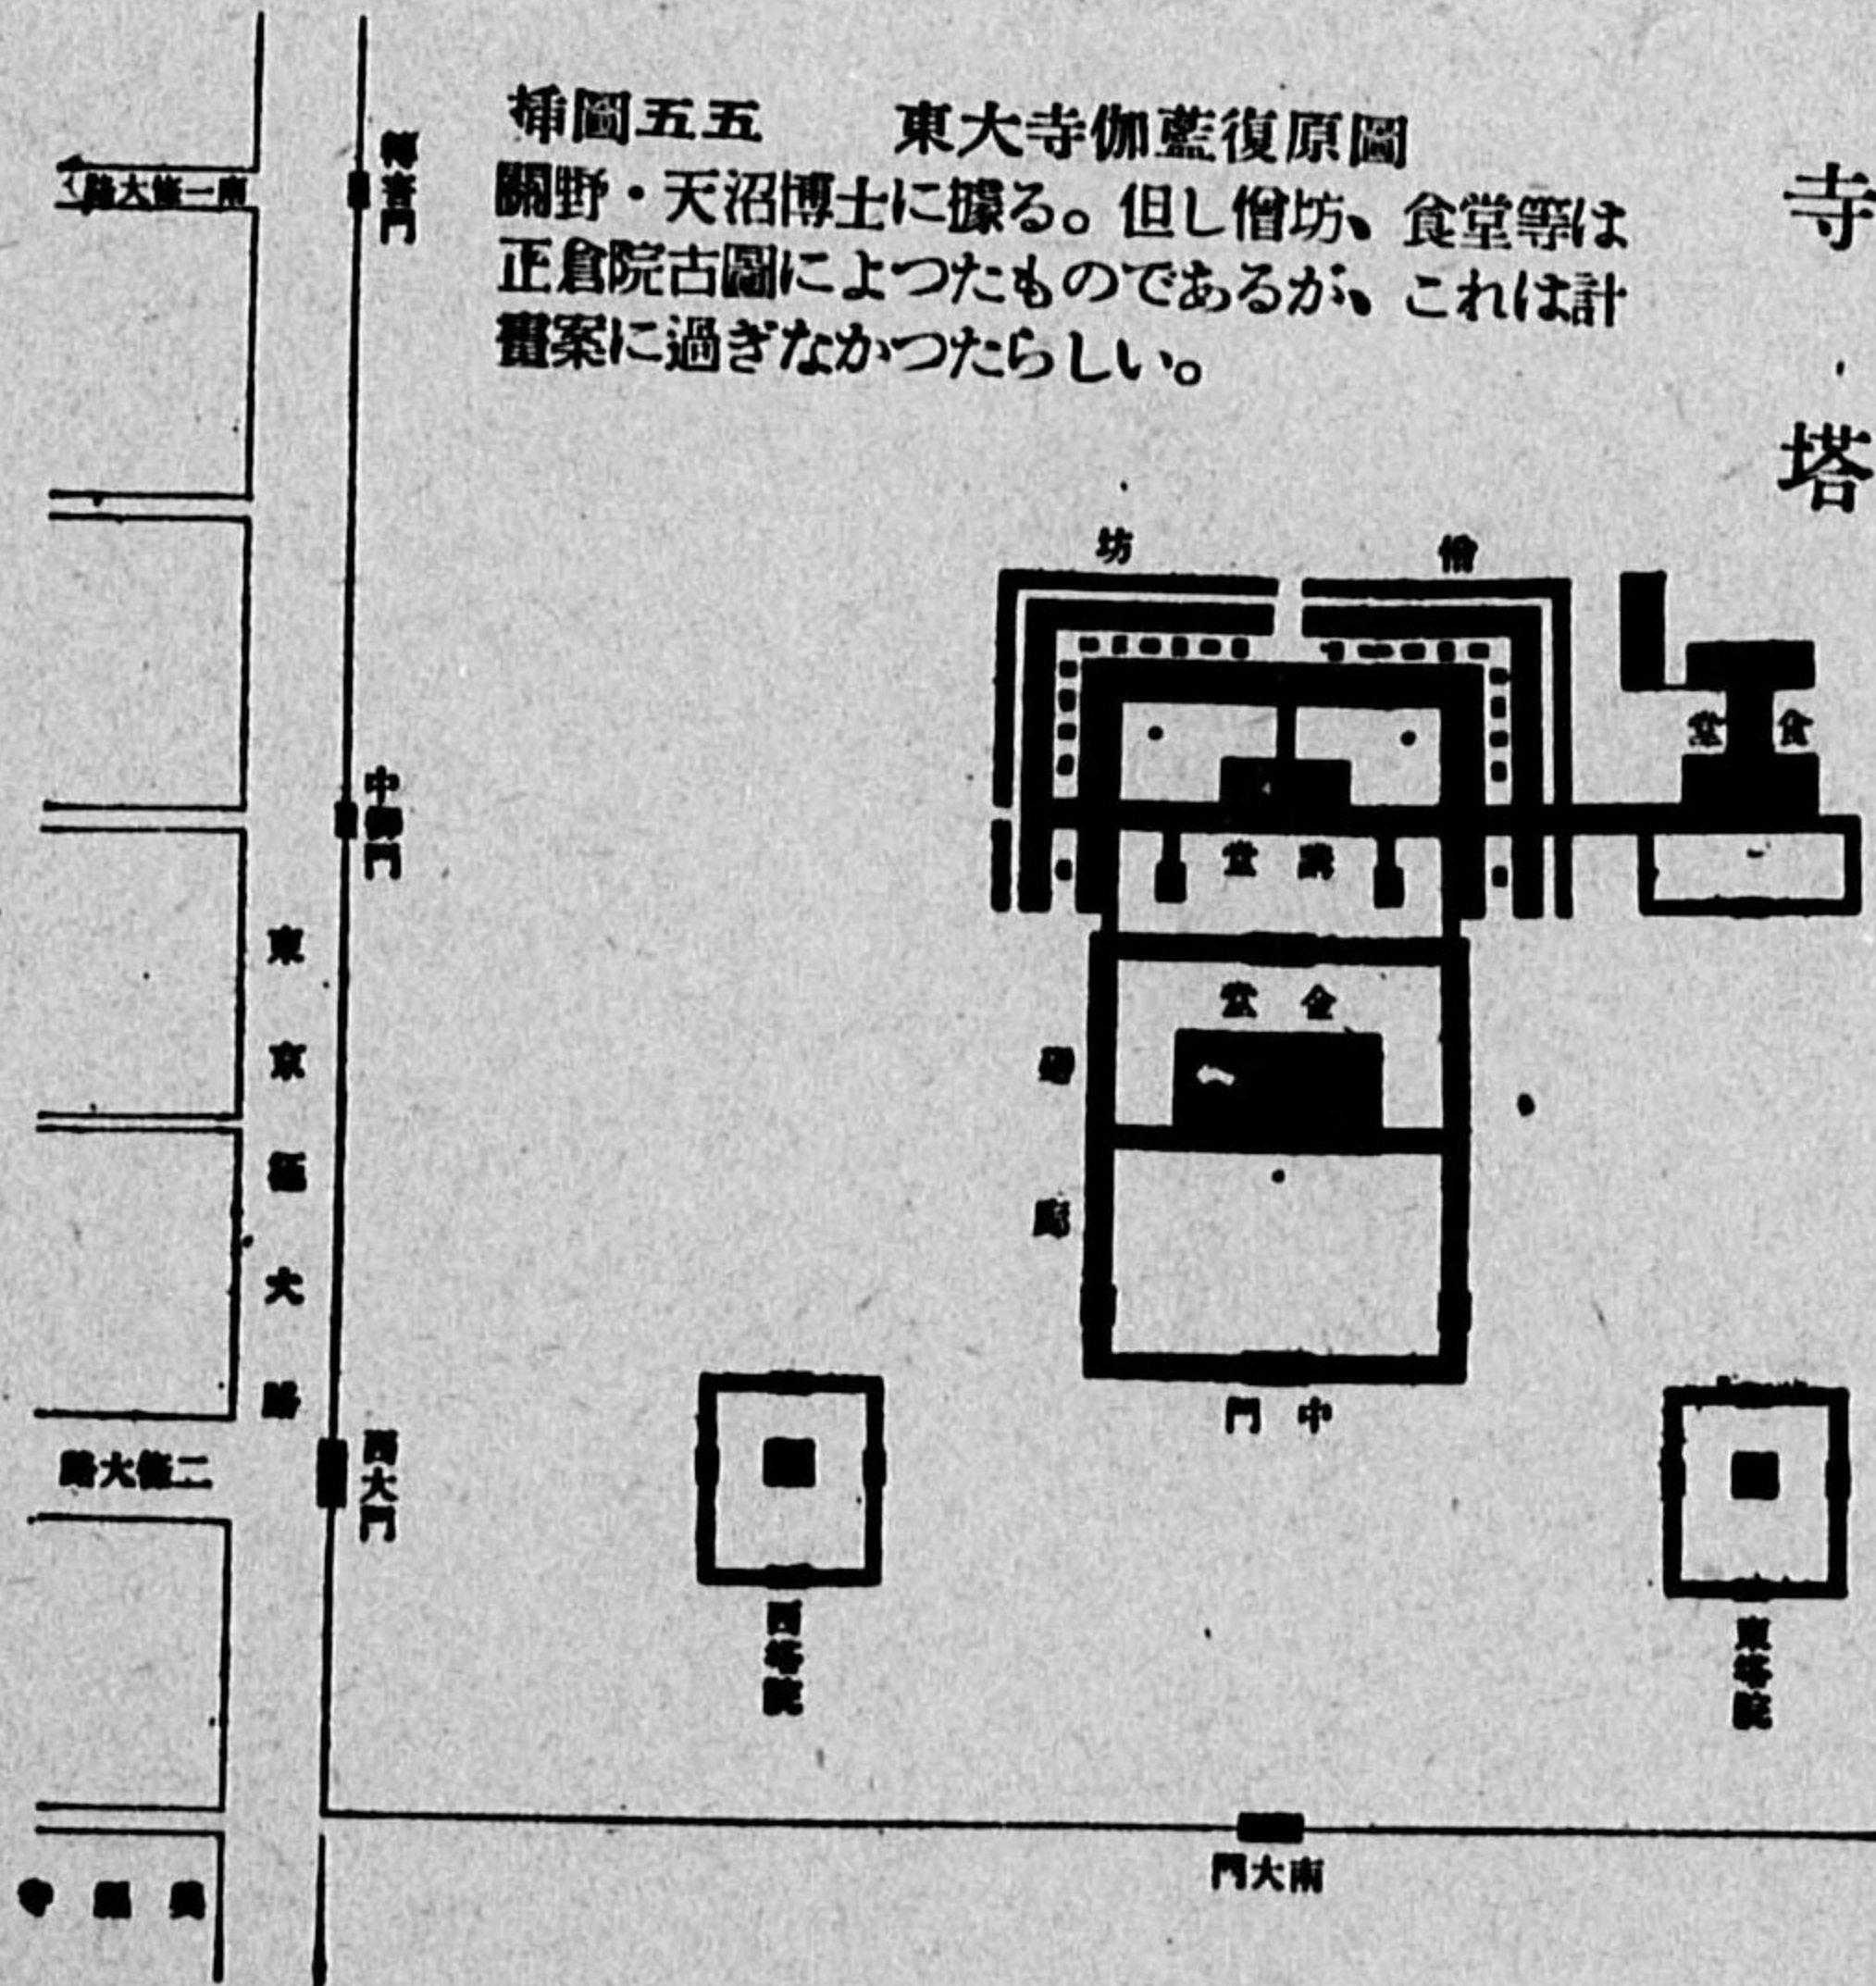 挿圖五五　東大寺伽藍復原圖
關野・天沼博士に據る。但し僧坊、食堂等は
正倉院古圖によつたものであるが、これは計
畫案に過ぎなかつたらしい。
寺
塔
南一條大路
轉害門
僧坊
食堂
中御門
講堂
東京極大路
金堂
廊
中門
西大門
二條大路
西塔院
東塔院
南大門
興福寺